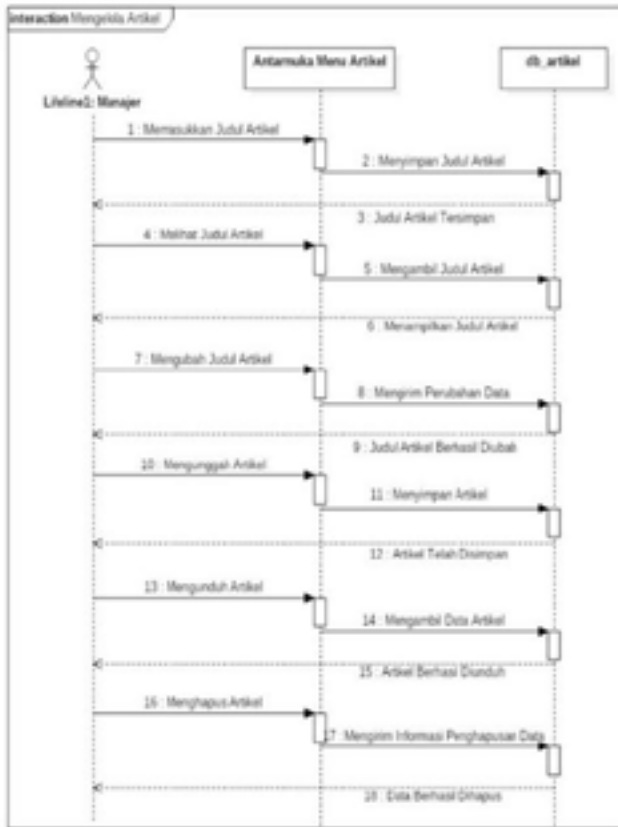 interaction Mengelola Artikel
Antarmuka Menu Artikel
db_artikel
Lifeline1: Manajer
1 : Memasukkan Judul Artikel
2 : Menyimpan Judul Artikel
3 : Judul Artikel Tersimpan
4 : Melihat Judul Artikel
5 : Mengambil Judul Artikel
6 : Menampilkan Judul Artikel
7 : Mengubah Judul Artikel
8 : Mengirim Perubahan Data
9 : Judul Artikel Berhasil Diubah
10 : Mengunggah Artikel
11 : Menyimpan Artikel
12 : Artikel Telah Disimpan
13 : Mengunduh Artikel
14 : Mengambil Data Artikel
15 : Artikel Berhasi Diunduh
16 : Menghapus Artikel
17 : Mengirim Informasi Penghapusan Data
18 : Data Berhasil Dihapus